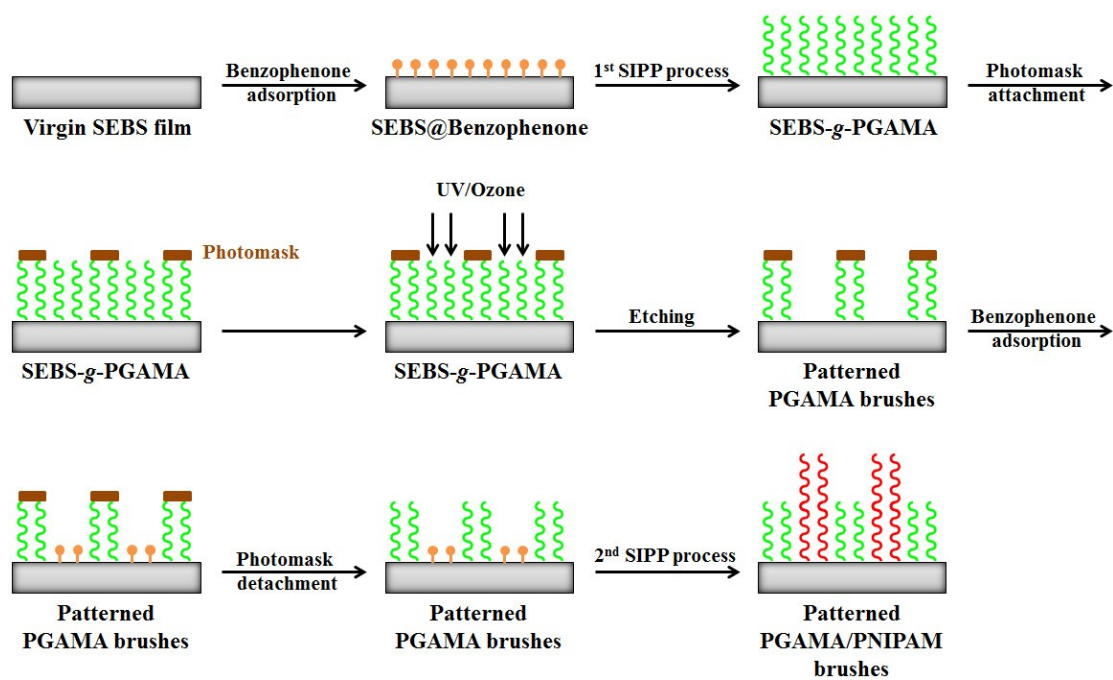 Benzophenone
adsorption
1st SIPP process
Photomask
attachment
Virgin SEBS film
SEBS@Benzophenone
SEBS-g-PGAMA
UV/Ozone
Photomask
Etching
Benzophenone
adsorption
SEBS-g-PGAMA
SEBS-g-PGAMA
Patterned
PGAMA brushes
Photomask
detachment
2nd SIPP process
Patterned
PGAMA brushes
Patterned
PGAMA brushes
Patterned
PGAMA/PNIPAM
brushes